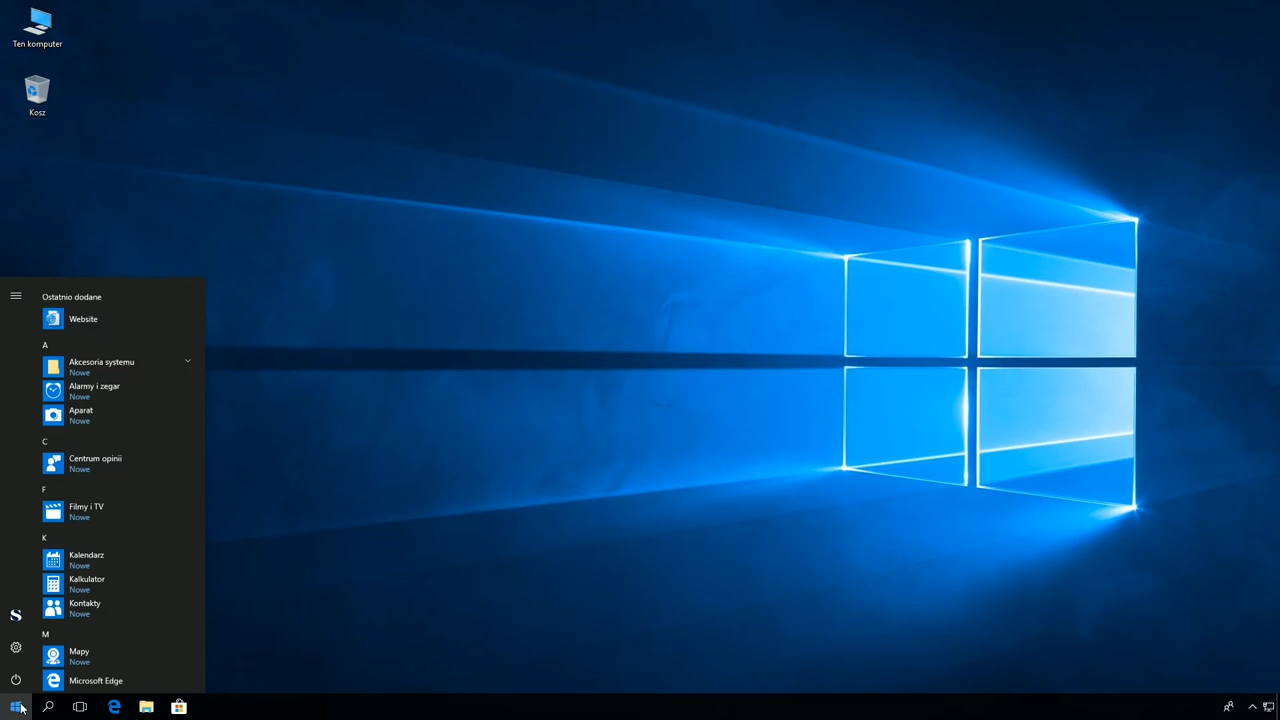 Ten komputer
Kosz
Ostatnio dodane
Website
A
Akcesoria systemu
Nowe
Alarmy i zegar
Nowe
Aparat
Nowe
C
Centrum opinii
Nowe
F
Filmy i TV
Nowe
K
Kalendarz
Nowe
Kalkulator
Nowe
Kontakty
Nowe
M
Mapy
Nowe
Microsoft Edge